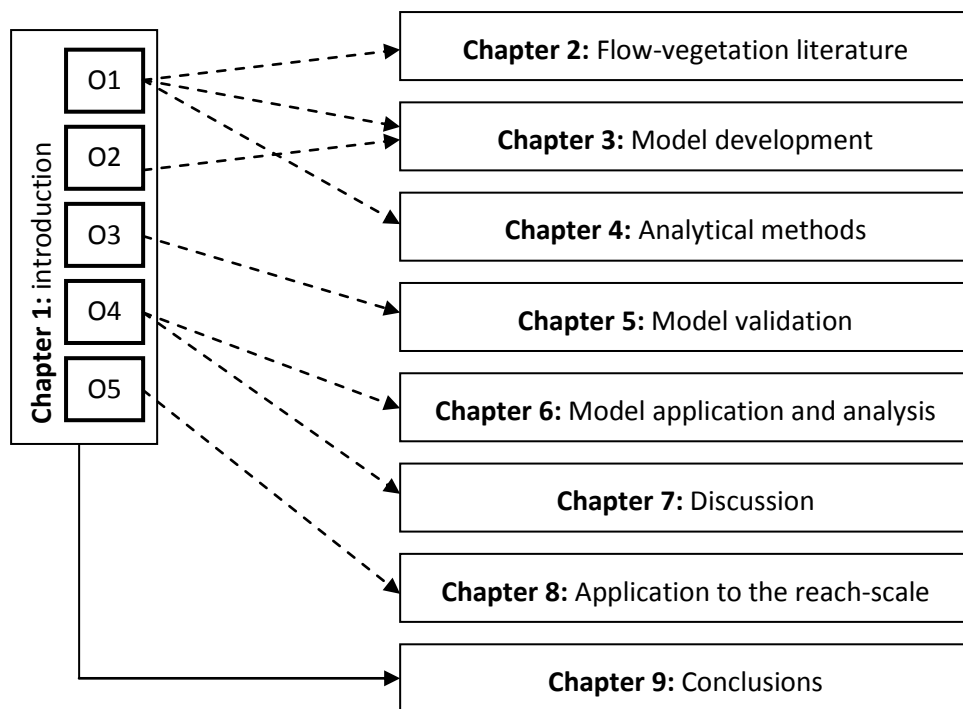 Chapter 1: introduction
O1
O2
O3
O4
O5
Chapter 2: Flow-vegetation literature
Chapter 3: Model development
Chapter 4: Analytical methods
Chapter 5: Model validation
Chapter 6: Model application and analysis
Chapter 7: Discussion
Chapter 8: Application to the reach-scale
Chapter 9: Conclusions